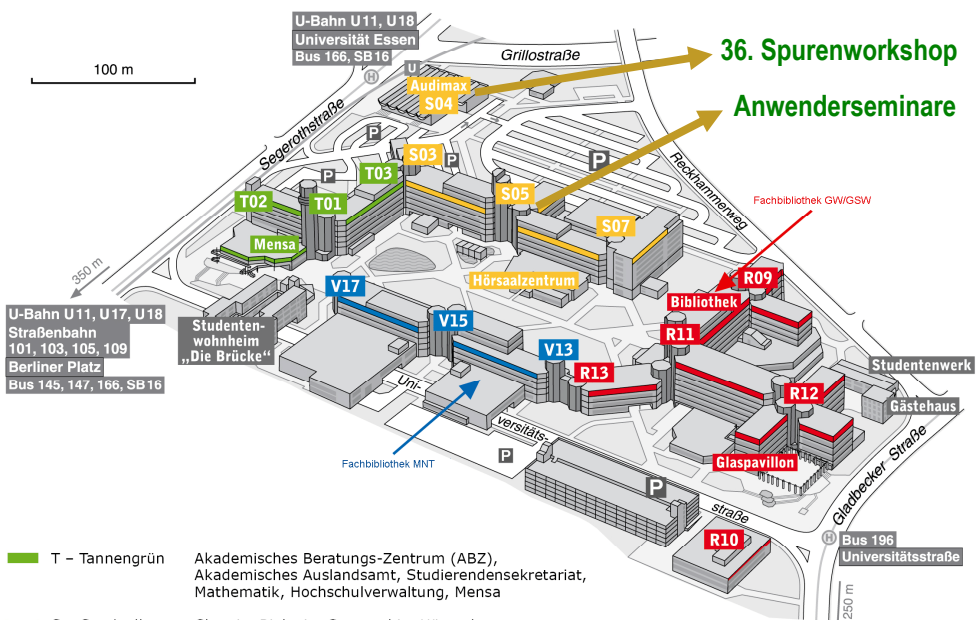 U-Bahn U11, U18
Universität Essen
Bus 166, SB16
H
U
100 m
Grillostraße
36. Spurenworkshop
Audimax
S04
Anwenderseminare
Segerothstraße
P
S03
P
P
P
T03
Reckhammerweg
S05
T02
T01
Fachbibliothek GW/GSW
S07
Mensa
350 m
Hörsaalzentrum
R09
V17
Bibliothek
U-Bahn U11, U17, U18
Straßenbahn
101, 103, 105, 109
Berliner Platz
Bus 145, 147, 166, SB16
Studenten-
wohnheim
„Die Brücke“
V15
R11
V13
R13
Studentenwerk
R12
Gästehaus
Uni-
versitäts-
straße
Fachbibliothek MNT
P
Glaspavillon
Gladbecker Straße
P
R10
H
Bus 196
Universitätsstraße
250 m
T – Tannengrün Akademisches Beratungs-Zentrum (ABZ),
Akademisches Auslandsamt, Studierendensekretariat,
Mathematik, Hochschulverwaltung, Mensa